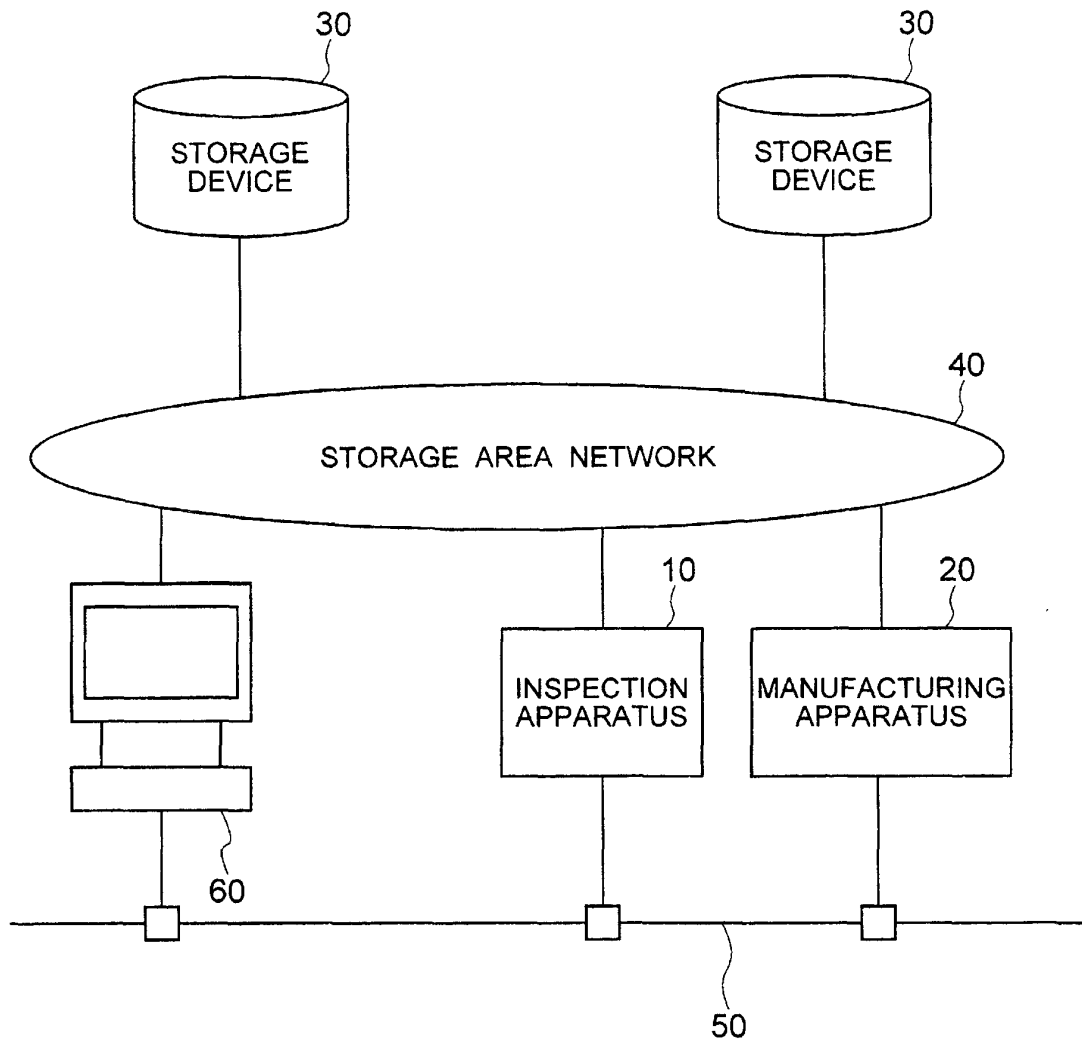 30
30
STORAGE
DEVICE
STORAGE
DEVICE
40
STORAGE AREA NETWORK
10
20
INSPECTION
APPARATUS
MANUFACTURING
APPARATUS
60
50